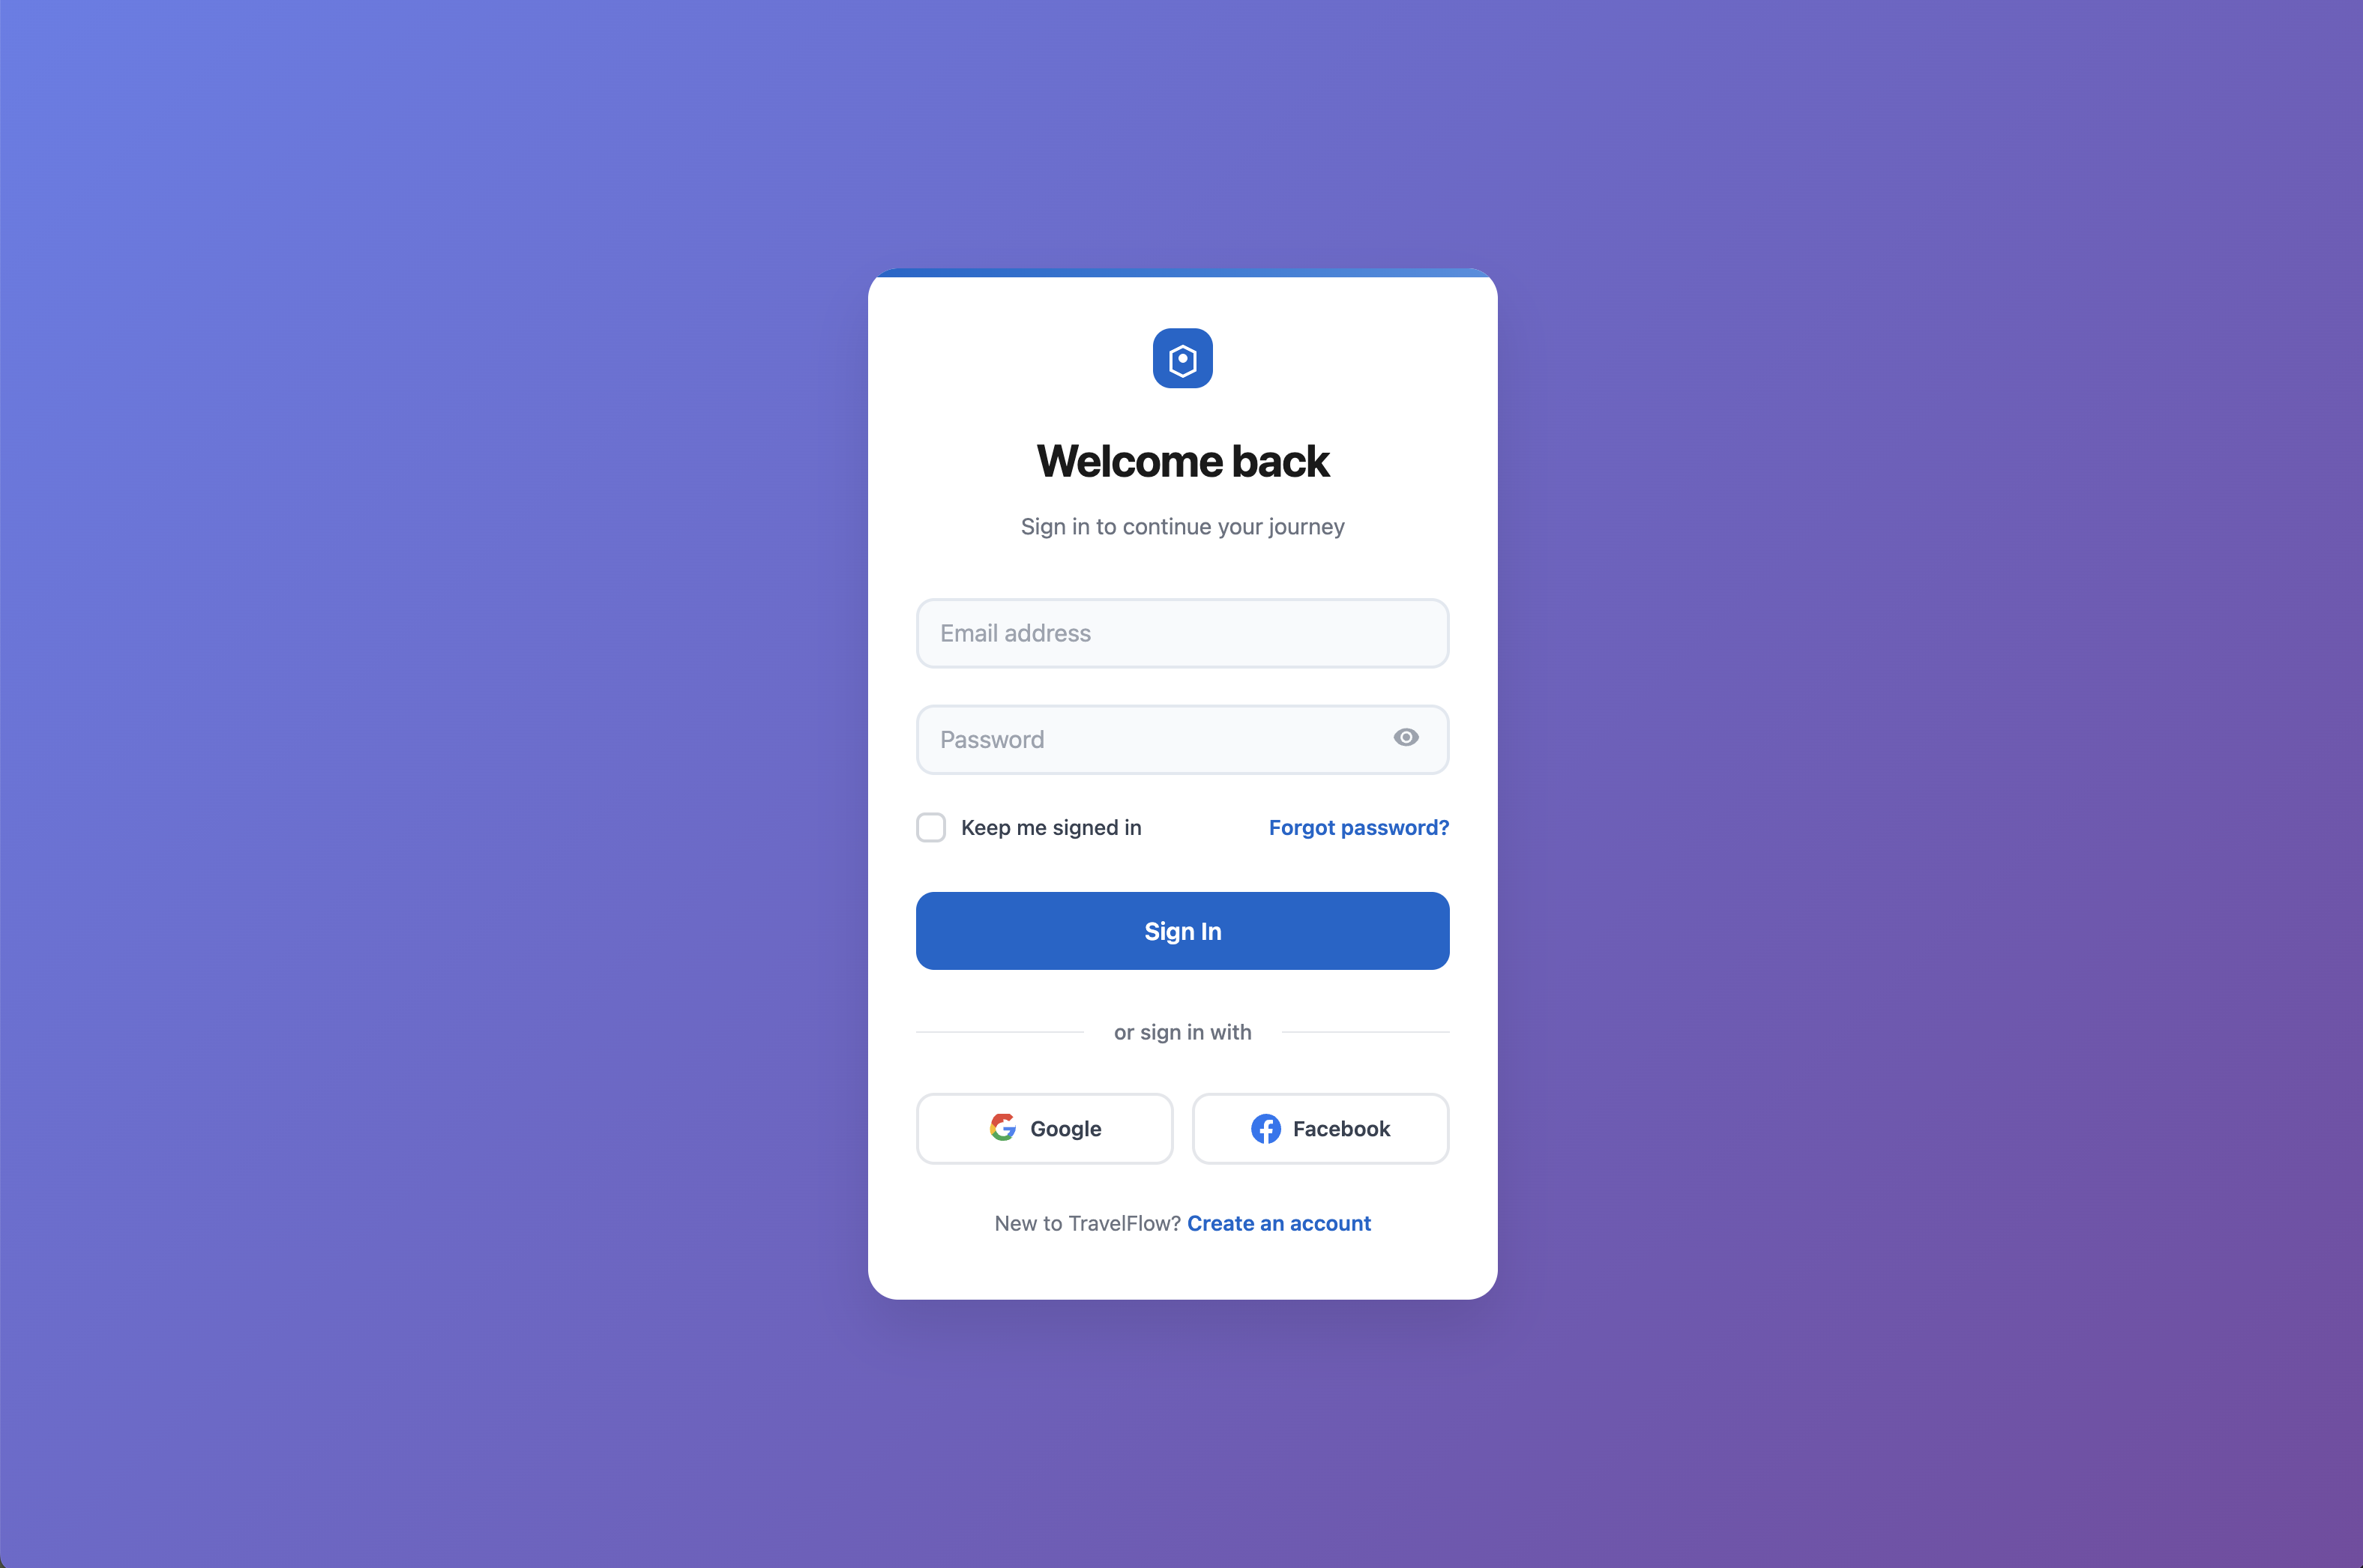 Welcome back
Sign in to continue your journey
Email address
Password
Keep me signed in
Forgot password?
Sign In
or sign in with
Google
Facebook
New to TravelFlow? Create an account